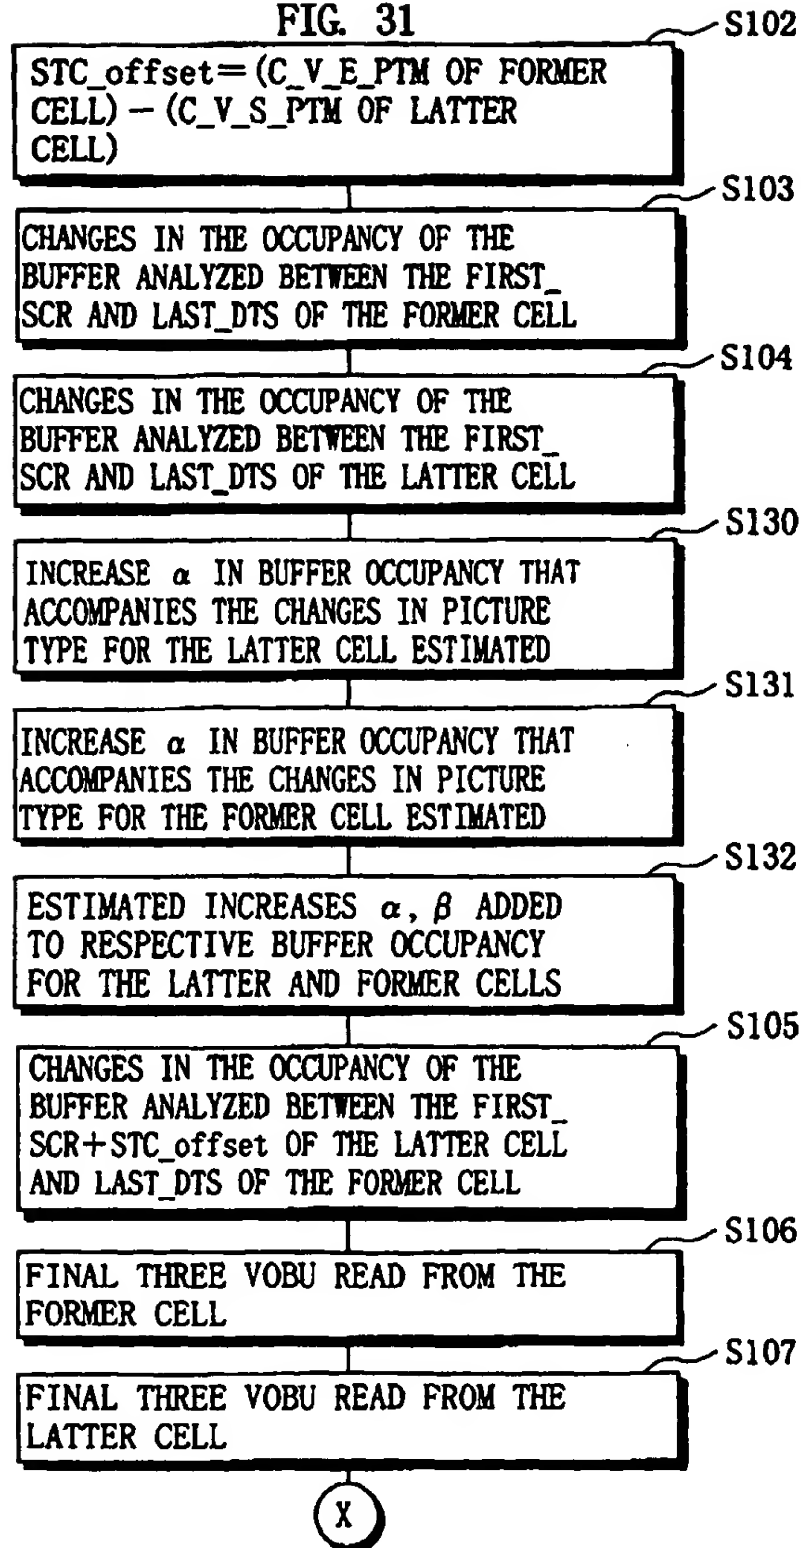 FIG. 31
S102
STC_offset=(C_V_E_PTM OF FORMER
CELL)-(C_V_S_PTM OF LATTER
CELL)
S103
CHANGES IN THE OCCUPANCY OF THE
BUFFER ANALYZED BETWEEN THE FIRST_
SCR AND LAST_DTS OF THE FORMER CELL
S104
CHANGES IN THE OCCUPANCY OF THE
BUFFER ANALYZED BETWEEN THE FIRST_
SCR AND LAST_DTS OF THE LATTER CELL
S130
INCREASE α IN BUFFER OCCUPANCY THAT
ACCOMPANIES THE CHANGES IN PICTURE
TYPE FOR THE LATTER CELL ESTIMATED
S131
INCREASE α IN BUFFER OCCUPANCY THAT
ACCOMPANIES THE CHANGES IN PICTURE
TYPE FOR THE FORMER CELL ESTIMATED
S132
ESTIMATED INCREASES α, β ADDED
TO RESPECTIVE BUFFER OCCUPANCY
FOR THE LATTER AND FORMER CELLS
S105
CHANGES IN THE OCCUPANCY OF THE
BUFFER ANALYZED BETWEEN THE FIRST_
SCR+STC_offset OF THE LATTER CELL
AND LAST_DTS OF THE FORMER CELL
S106
FINAL THREE VOBU READ FROM THE
FORMER CELL
S107
FINAL THREE VOBU READ FROM THE
LATTER CELL
X